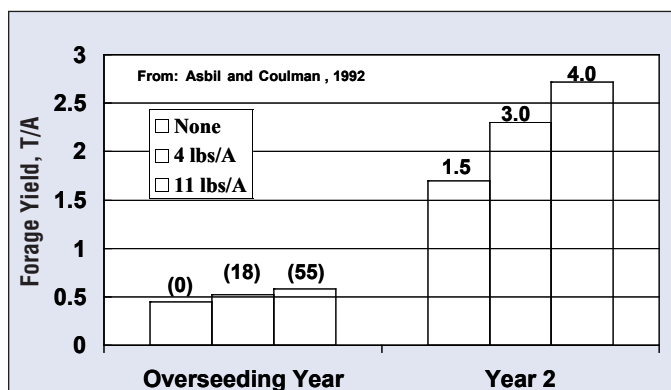 Forage Yield, T/A
3
2.5
2
1.5
1
0.5
0
From: Asbil and Coulman , 1992
None
4 lbs/A
11 lbs/A
(0)
(18)
(55)
1.5
3.0
4.0
Overseeding Year
Year 2